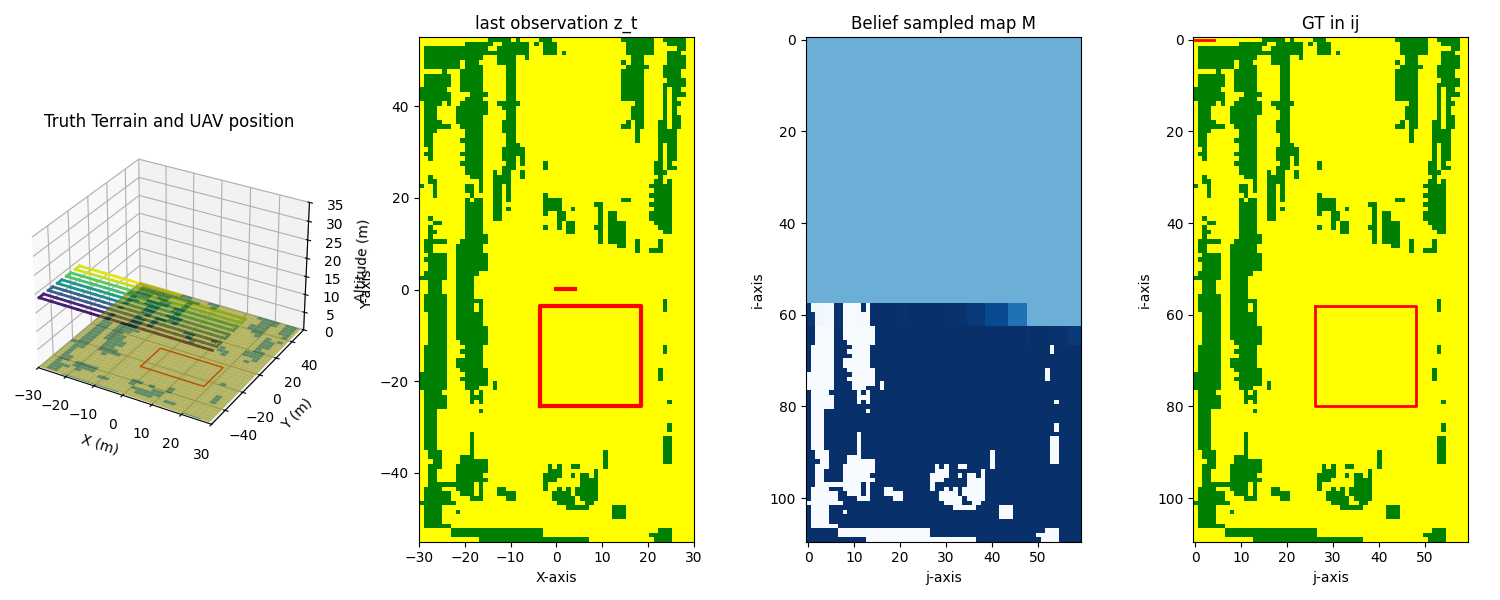 Truth Terrain and UAV position
35
30
25
20
15
10
5
0
Altitude (m)
−30
−20
−10
0
10
20
30
X (m)
−40
−20
0
20
40
Y (m)
last observation z_t
40
20
0
−20
−40
Y-axis
−30 −20 −10 0 10 20 30
X-axis
Belief sampled map M
0
20
40
60
80
100
i-axis
0 10 20 30 40 50
j-axis
GT in ij
0
20
40
60
80
100
i-axis
0 10 20 30 40 50
j-axis